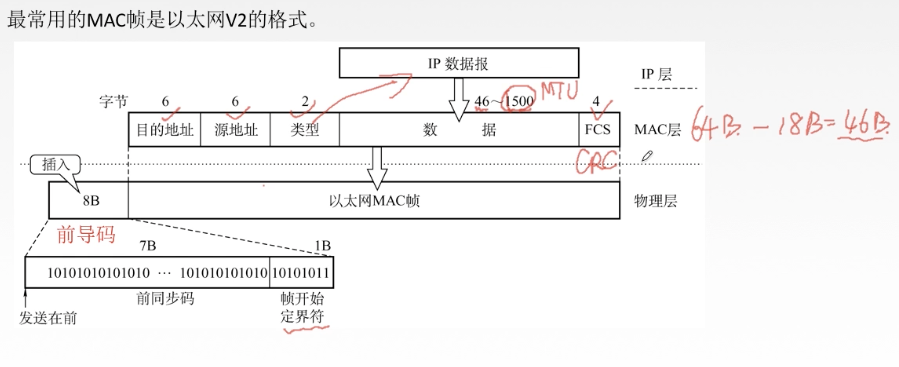 最常用的MAC帧是以太网V2的格式。
IP 数据报
IP 层
MTU
字节 6 6 2 46~1500 4
目的地址 源地址 类型 数 据 FCS MAC层 64B - 18B = 46B
CRC
插入
8B 以太网MAC帧 物理层
前导码
7B 1B
10101010101010 … 101010101010 10101011
前同步码 帧开始
定界符
发送在前